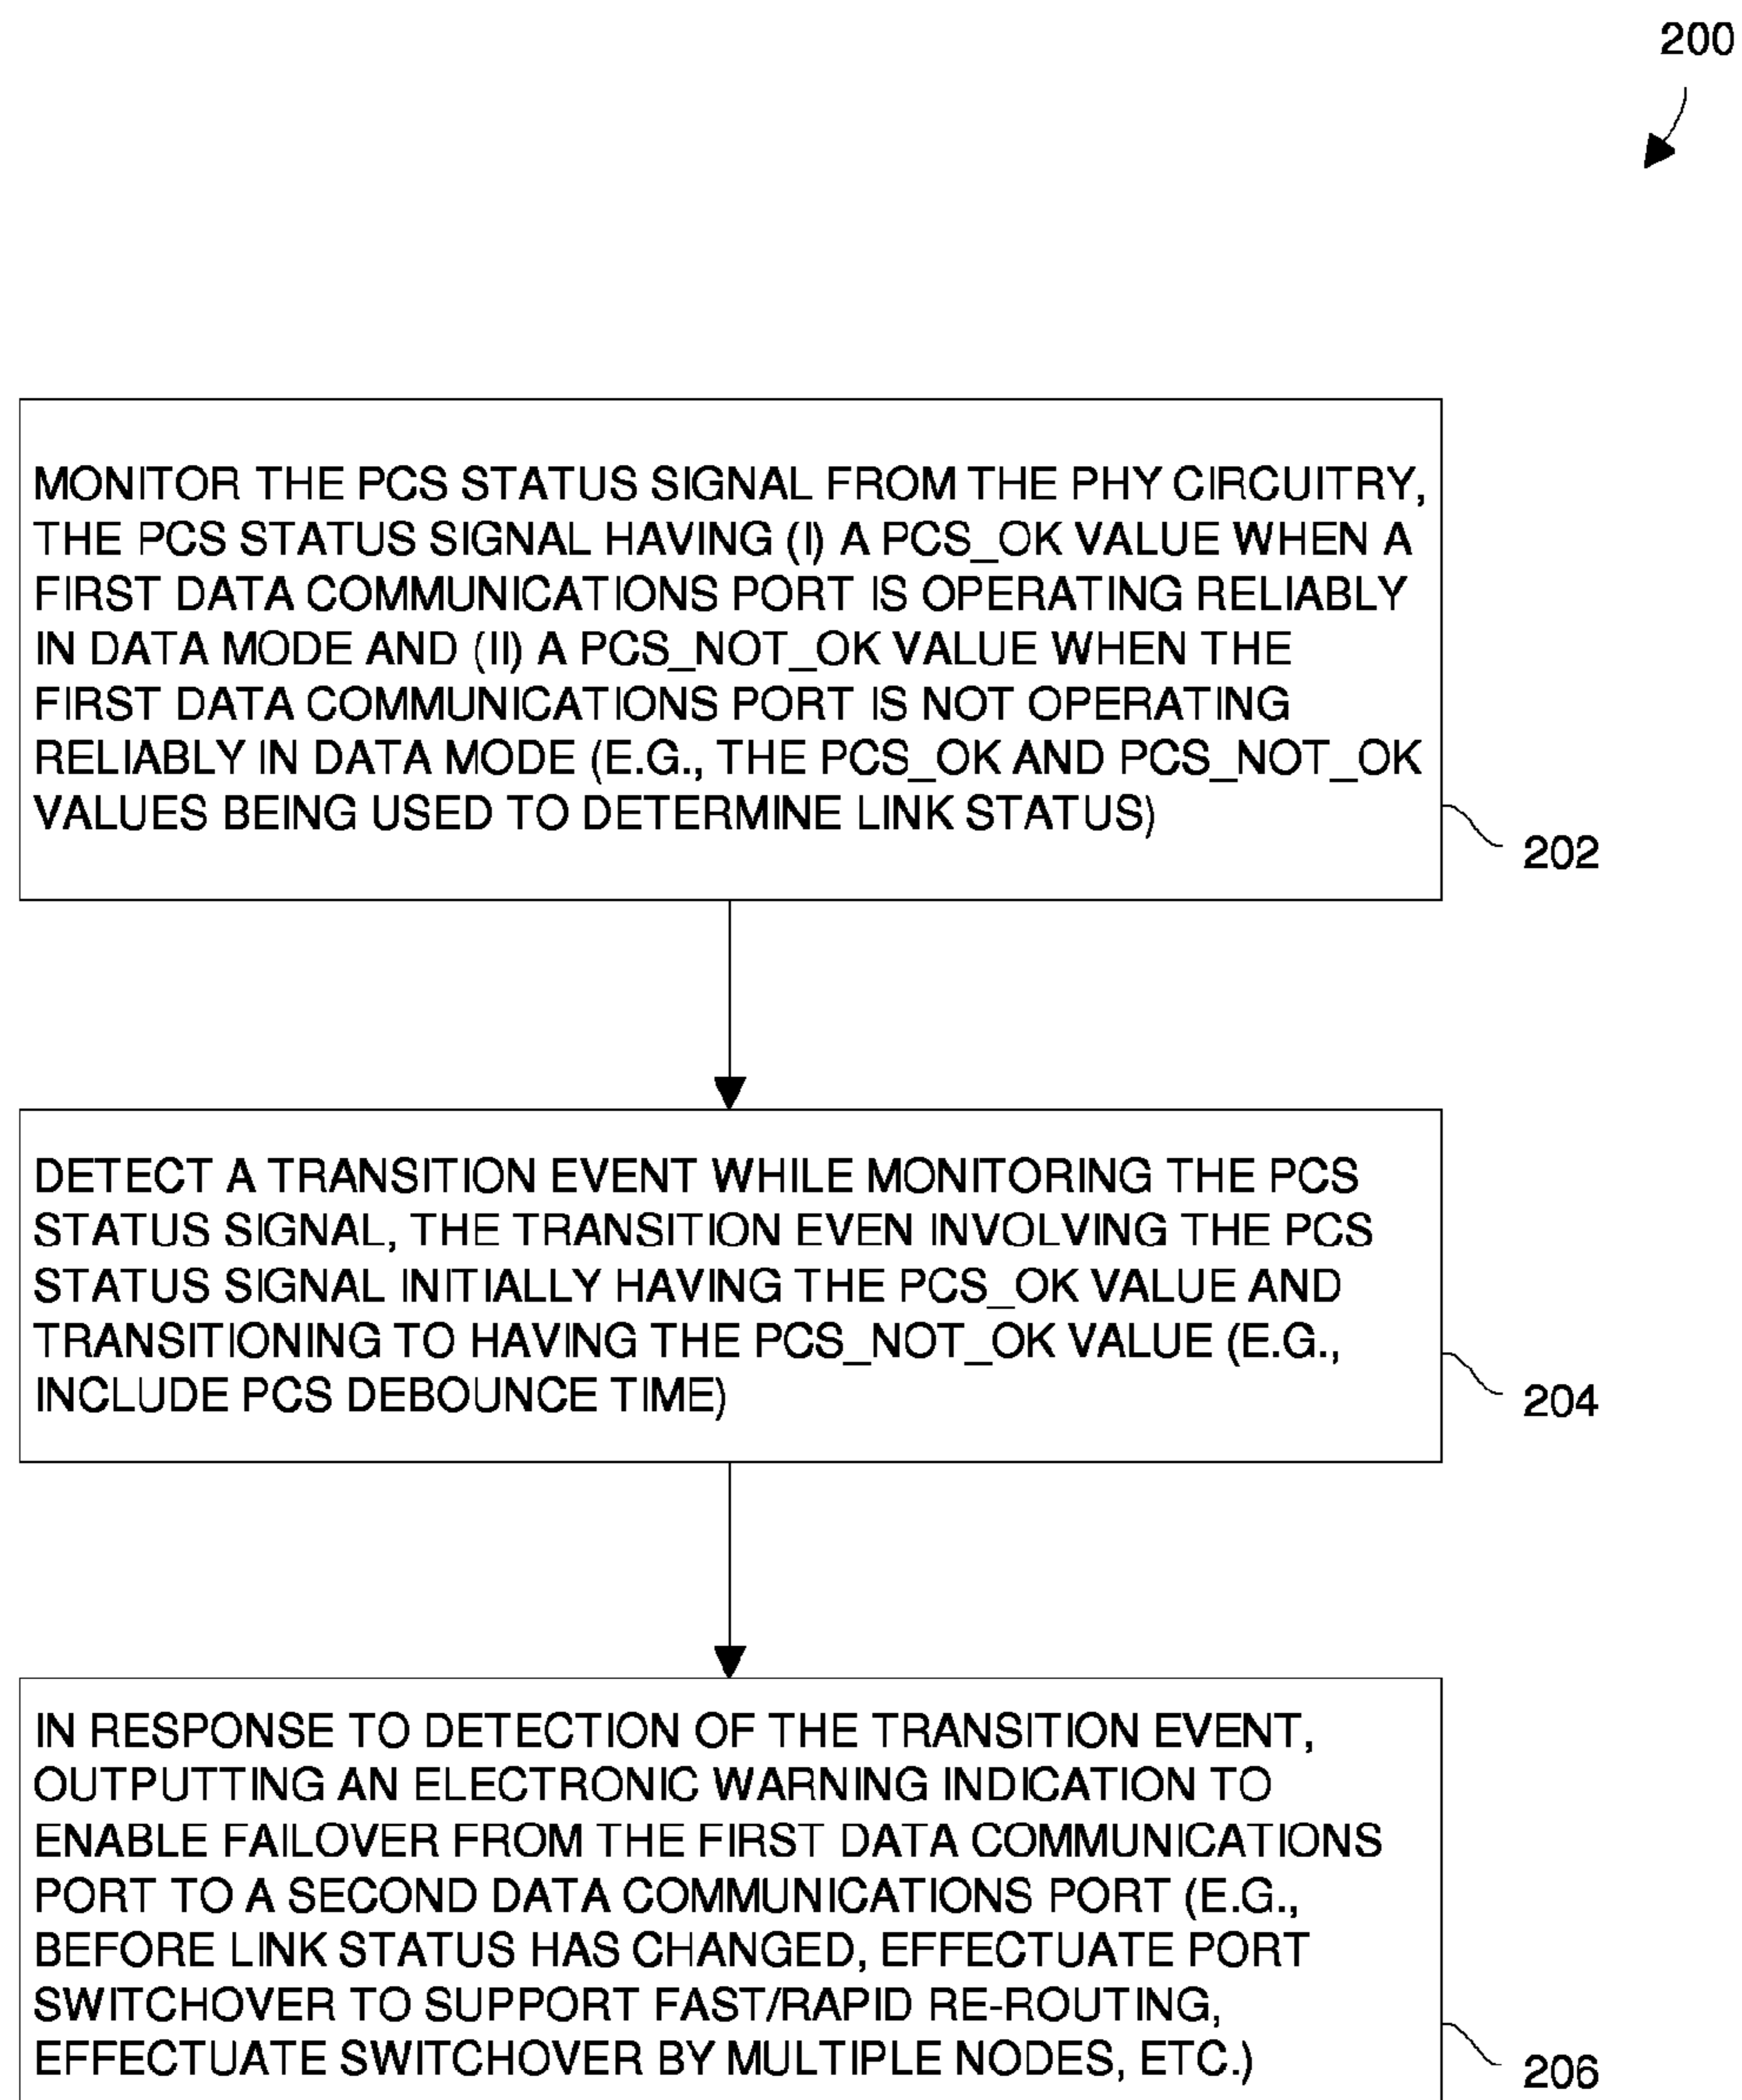 200
MONITOR THE PCS STATUS SIGNAL FROM THE PHY CIRCUITRY,
THE PCS STATUS SIGNAL HAVING (I) A PCS_OK VALUE WHEN A
FIRST DATA COMMUNICATIONS PORT IS OPERATING RELIABLY
IN DATA MODE AND (II) A PCS_NOT_OK VALUE WHEN THE
FIRST DATA COMMUNICATIONS PORT IS NOT OPERATING
RELIABLY IN DATA MODE (E.G., THE PCS_OK AND PCS_NOT_OK
VALUES BEING USED TO DETERMINE LINK STATUS)
202
DETECT A TRANSITION EVENT WHILE MONITORING THE PCS
STATUS SIGNAL, THE TRANSITION EVEN INVOLVING THE PCS
STATUS SIGNAL INITIALLY HAVING THE PCS_OK VALUE AND
TRANSITIONING TO HAVING THE PCS_NOT_OK VALUE (E.G.,
INCLUDE PCS DEBOUNCE TIME)
204
IN RESPONSE TO DETECTION OF THE TRANSITION EVENT,
OUTPUTTING AN ELECTRONIC WARNING INDICATION TO
ENABLE FAILOVER FROM THE FIRST DATA COMMUNICATIONS
PORT TO A SECOND DATA COMMUNICATIONS PORT (E.G.,
BEFORE LINK STATUS HAS CHANGED, EFFECTUATE PORT
SWITCHOVER TO SUPPORT FAST/RAPID RE-ROUTING,
EFFECTUATE SWITCHOVER BY MULTIPLE NODES, ETC.)
206